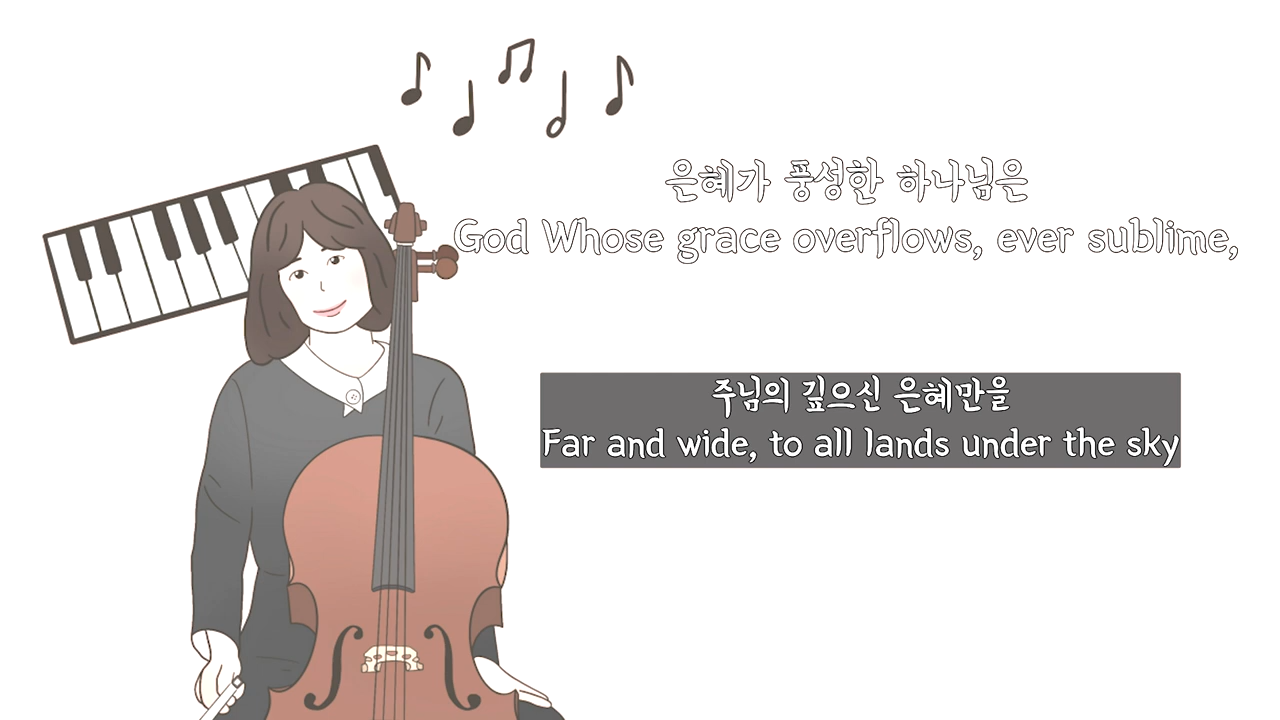 은혜가 풍성한 하나님은
God Whose grace overflows, ever sublime,
주님의 깊으신 은혜만을
Far and wide, to all lands under the sky